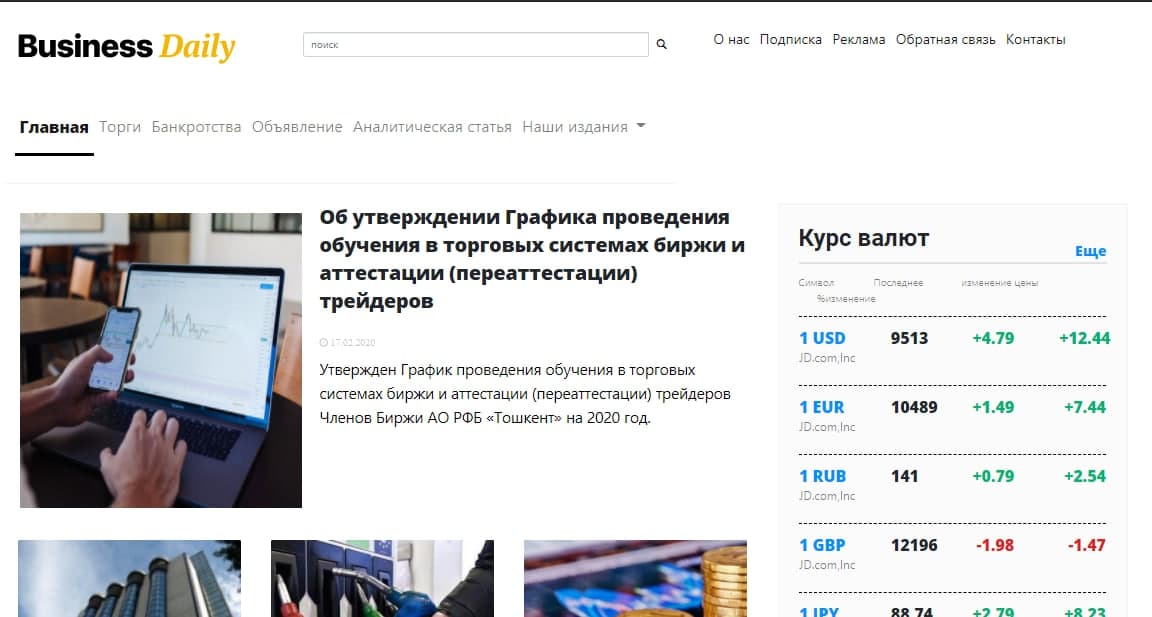 Business Daily
поиск
О нас Подписка Реклама Обратная связь Контакты
Главная Торги Банкротства Объявление Аналитическая статья Наши издания
Об утверждении Графика проведения
обучения в торговых системах биржи и
аттестации (переаттестации)
трейдеров
17.02.2020
Утвержден График проведения обучения в торговых
системах биржи и аттестации (переаттестации) трейдеров
Членов Биржи АО РФБ «Тошкент» на 2020 год.
Курс валют
Еще
Символ Последнее изменение цены
%изменение
1 USD 9513 +4.79 +12.44
JD.com,Inc
1 EUR 10489 +1.49 +7.44
JD.com,Inc
1 RUB 141 +0.79 +2.54
JD.com,Inc
1 GBP 12196 -1.98 -1.47
JD.com,Inc
1 JPY 88.74 +2.79 +8.23